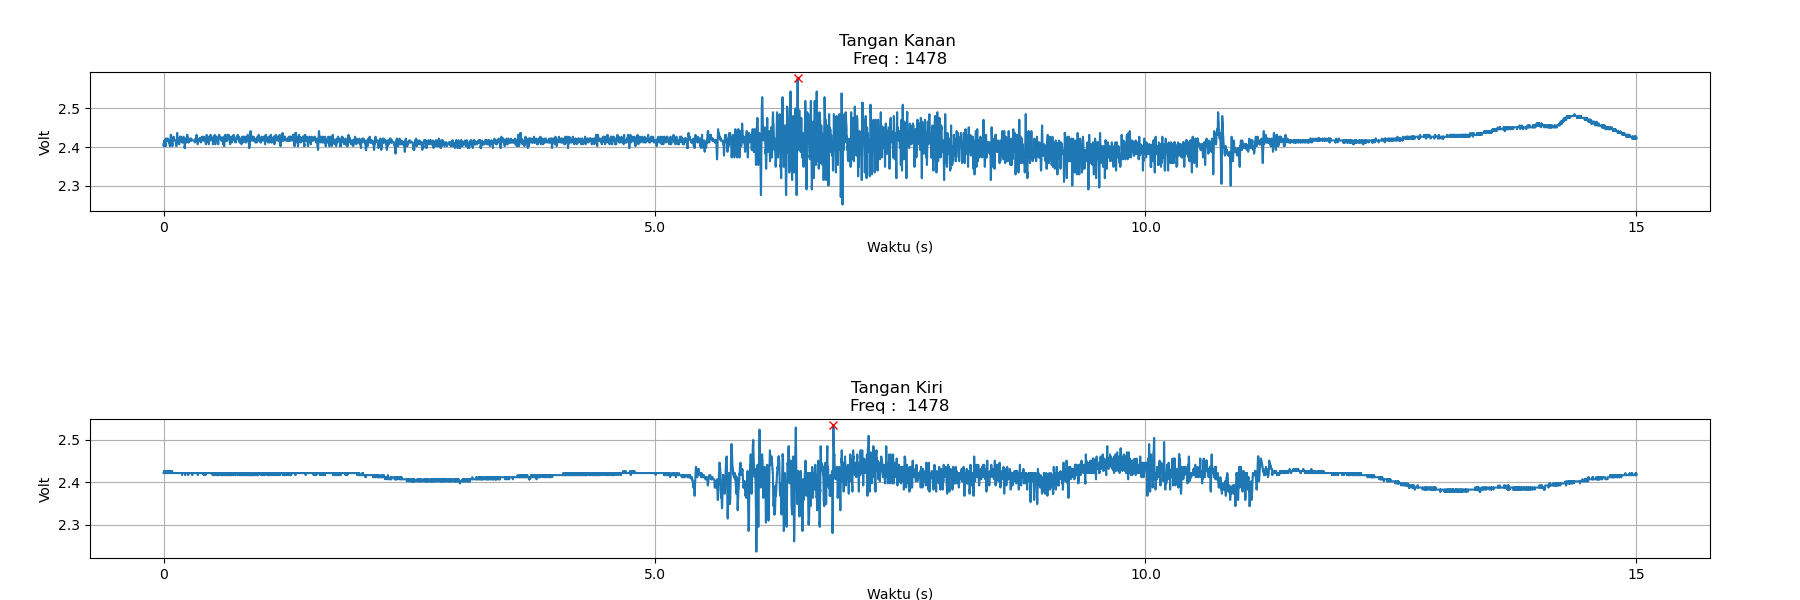 Tangan Kanan
Freq : 1478
Volt
2.5
2.4
2.3
0 5.0 10.0 15
Waktu (s)
Tangan Kiri
Freq :  1478
Volt
2.5
2.4
2.3
0 5.0 10.0 15
Waktu (s)